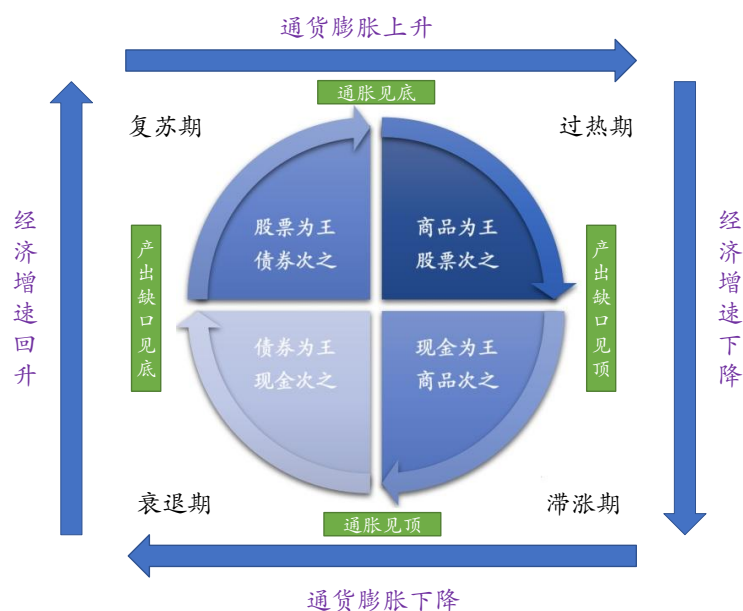 通货膨胀上升
通胀见底
复苏期
过热期
股票为王
债券次之
商品为王
股票次之
经济增速回升
产出缺口见底
产出缺口见顶
经济增速下降
债券为王
现金次之
现金为王
商品次之
衰退期
滞涨期
通胀见顶
通货膨胀下降